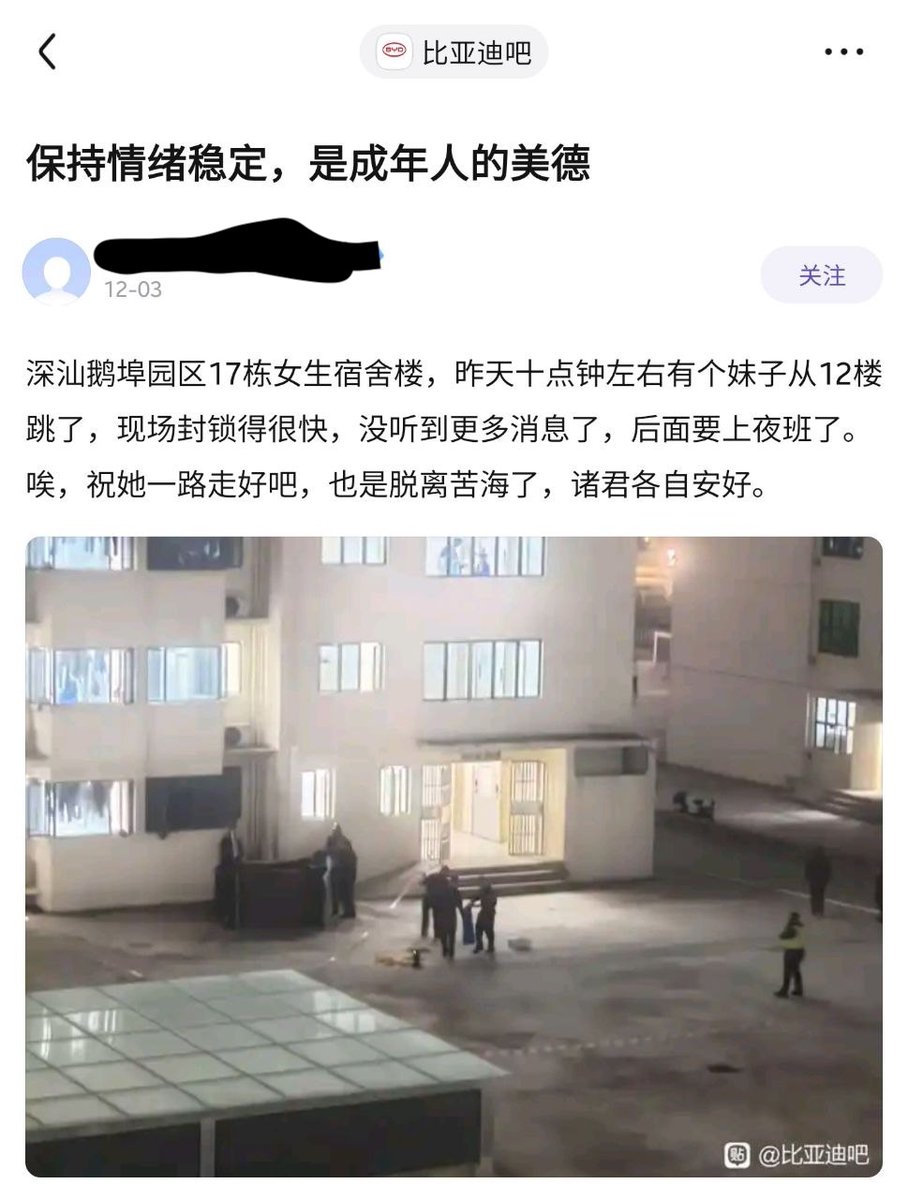 BYD 比亚迪吧
保持情绪稳定，是成年人的美德
12-03
关注
深汕鹅埠园区17栋女生宿舍楼，昨天十点钟左右有个妹子从12楼
跳了，现场封锁得很快，没听到更多消息了，后面要上夜班了。
唉，祝她一路走好吧，也是脱离苦海了，诸君各自安好。
贴 @比亚迪吧